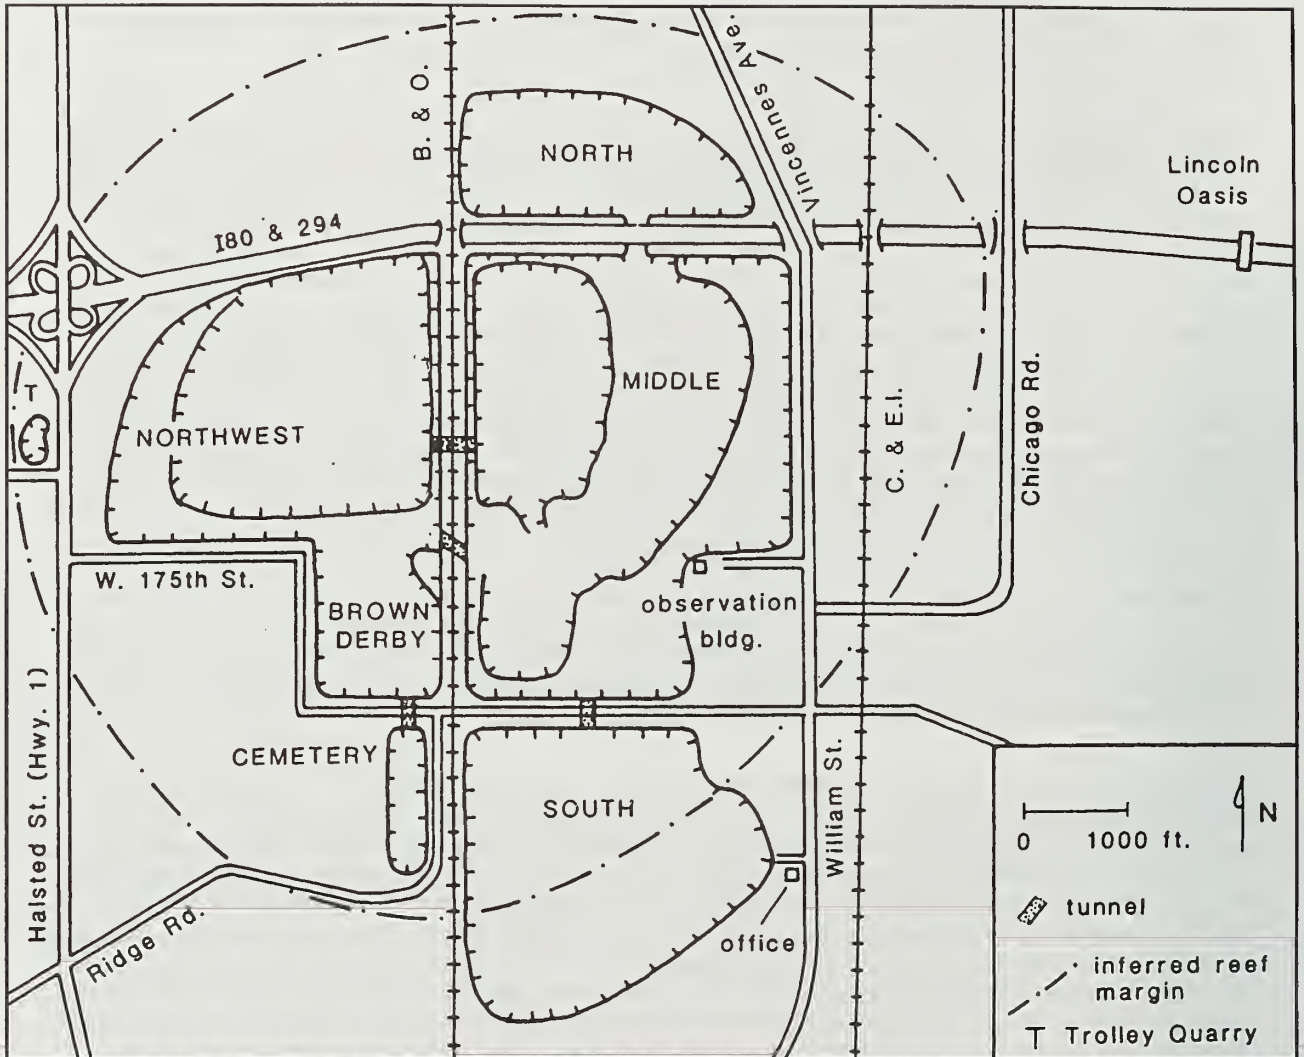 Vincennes Ave.
B. & O.
NORTH
Lincoln
Oasis
I80 & 294
T
MIDDLE
NORTHWEST
C. & E.I.
Chicago Rd.
W. 175th St.
BROWN
DERBY
observation
bldg.
Halsted St. (Hwy. 1)
CEMETERY
SOUTH
William St.
N
0 1000 ft.
tunnel
office
Ridge Rd.
inferred reef
margin
T Trolley Quarry